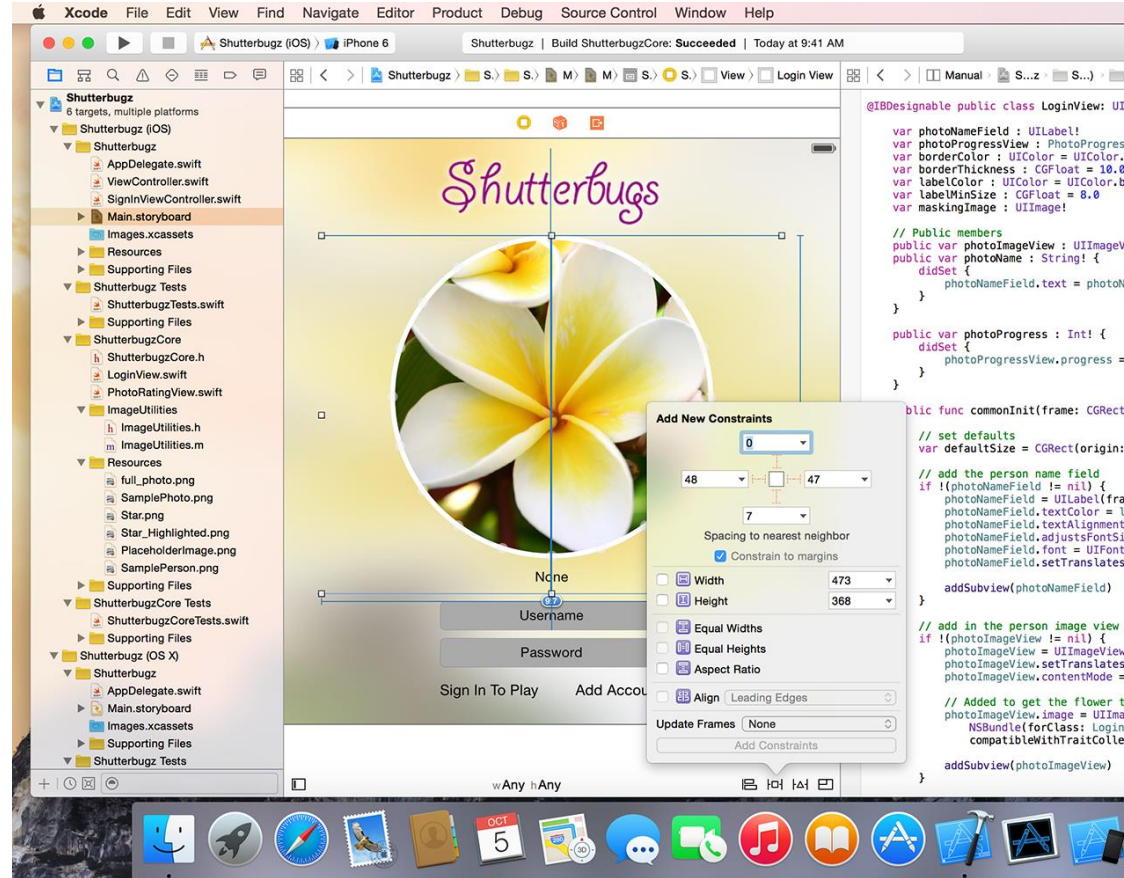 Xcode File Edit View Find Navigate Editor Product Debug Source Control Window Help
Shutterbugz (iOS) iPhone 6
Shutterbugz | Build ShutterbugzCore: Succeeded | Today at 9:41 AM
Shutterbugz S. S. M M S. S. View Login View
Manual S...z S...)
Shutterbugz
6 targets, multiple platforms
Shutterbugz (iOS)
Shutterbugz
AppDelegate.swift
ViewController.swift
SignInViewController.swift
Main.storyboard
Images.xcassets
Resources
Supporting Files
Shutterbugz Tests
ShutterbugzTests.swift
Supporting Files
ShutterbugzCore
ShutterbugzCore.h
LoginView.swift
PhotoRatingView.swift
ImageUtilities
ImageUtilities.h
ImageUtilities.m
Resources
full_photo.png
SamplePhoto.png
Star.png
Star_Highlighted.png
PlaceholderImage.png
SamplePerson.png
Supporting Files
ShutterbugzCore Tests
ShutterbugzCoreTests.swift
Supporting Files
Shutterbugz (OS X)
Shutterbugz
AppDelegate.swift
Main.storyboard
Images.xcassets
Supporting Files
Shutterbugz Tests
Shutterbugs
None
Username
Password
Sign In To Play Add Accou
wAny hAny
Add New Constraints
0
48 47
7
Spacing to nearest neighbor
Constrain to margins
Width 473
Height 368
Equal Widths
Equal Heights
Aspect Ratio
Align Leading Edges
Update Frames None
Add Constraints
@IBDesignable public class LoginView: UI
var photoNameField : UILabel!
var photoProgressView : PhotoProgres
var borderColor : UIColor = UIColor.
var borderThickness : CGFloat = 10.0
var labelColor : UIColor = UIColor.b
var labelMinSize : CGFloat = 8.0
var maskingImage : UIImage!
// Public members
public var photoImageView : UIImageV
public var photoName : String! {
didSet {
photoNameField.text = photoN
}
}
public var photoProgress : Int! {
didSet {
photoProgressView.progress =
}
}
blic func commonInit(frame: CGRect
// set defaults
var defaultSize = CGRect(origin:
// add the person name field
if !(photoNameField != nil) {
photoNameField = UILabel(fra
photoNameField.textColor = l
photoNameField.textAlignment
photoNameField.adjustsFontSi
photoNameField.font = UIFont
photoNameField.setTranslates
addSubview(photoNameField)
}
// add in the person image view
if !(photoImageView != nil) {
photoImageView = UIImageView
photoImageView.setTranslates
photoImageView.contentMode =
// Added to get the flower t
photoImageView.image = UIIma
NSBundle(forClass: Login
compatibleWithTraitColle
addSubview(photoImageView)
}
OCT
5
3D